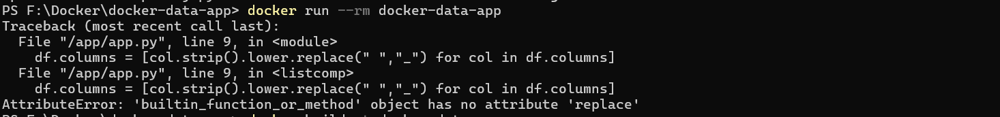 PS F:\Docker\docker-data-app> docker run --rm docker-data-app
Traceback (most recent call last):
  File "/app/app.py", line 9, in <module>
    df.columns = [col.strip().lower.replace(" ","_") for col in df.columns]
  File "/app/app.py", line 9, in <listcomp>
    df.columns = [col.strip().lower.replace(" ","_") for col in df.columns]
AttributeError: 'builtin_function_or_method' object has no attribute 'replace'